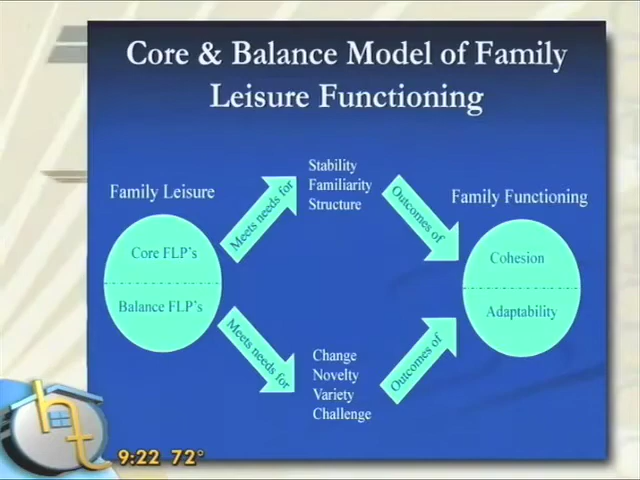 Core & Balance Model of Family
Leisure Functioning
Family Leisure
Core FLP's
Balance FLP's
Meets needs for
Meets needs for
Stability
Familiarity
Structure
Change
Novelty
Variety
Challenge
Outcomes of
Outcomes of
Family Functioning
Cohesion
Adaptability
ht
9:22 72°